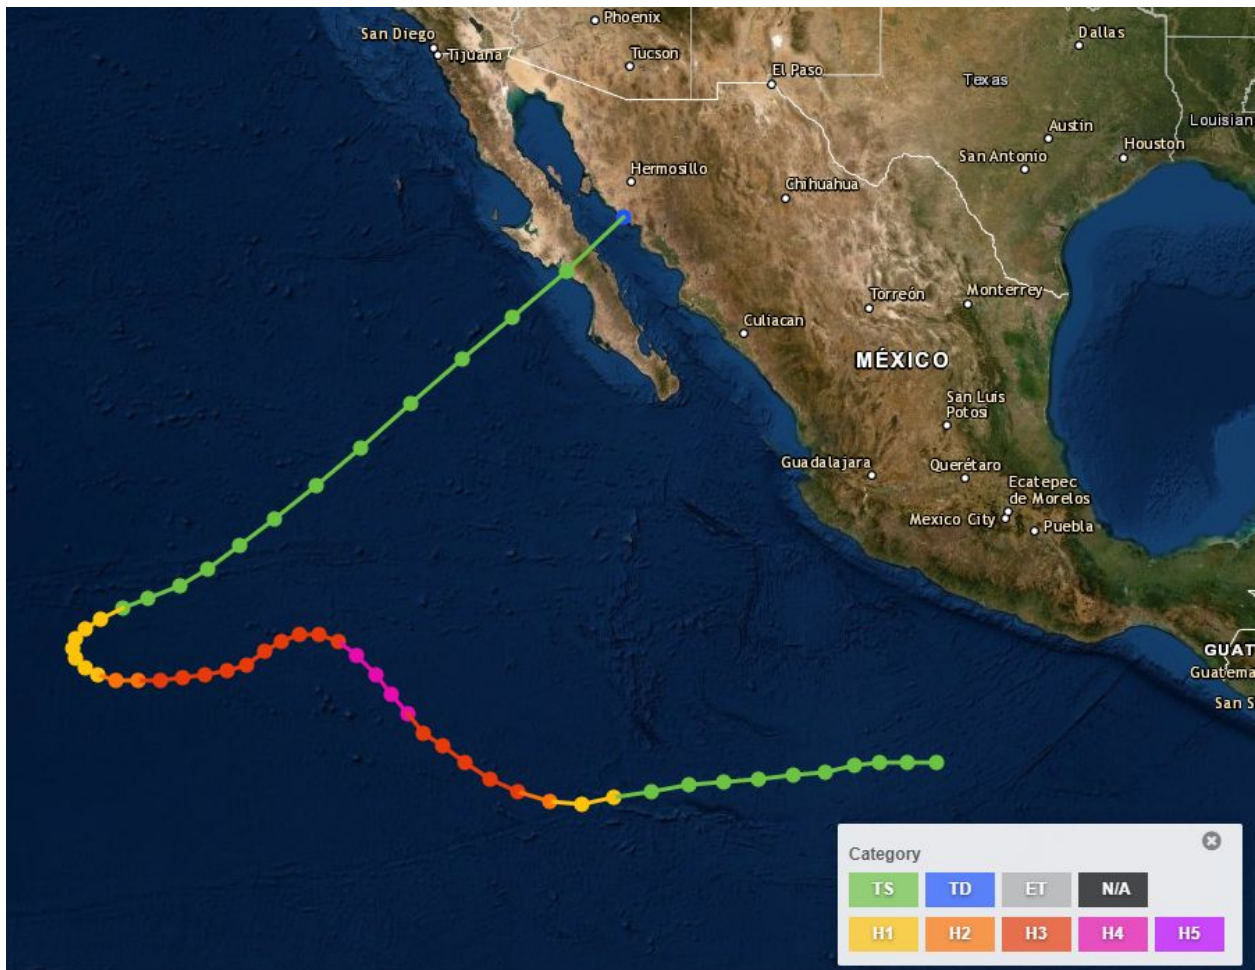 Phoenix
San Diego
Tijuana
Tucson
Dallas
El Paso
Texas
Louisian
Austin
San Antonio
Houston
Hermosillo
Chihuahua
Torreón
Monterrey
Culiacan
MÉXICO
San Luis
Potosi
Guadalajara
Querétaro
Ecatepec
de Morelos
Mexico City
Puebla
GUAT
Guatema
San S
Category
TS TD ET N/A
H1 H2 H3 H4 H5